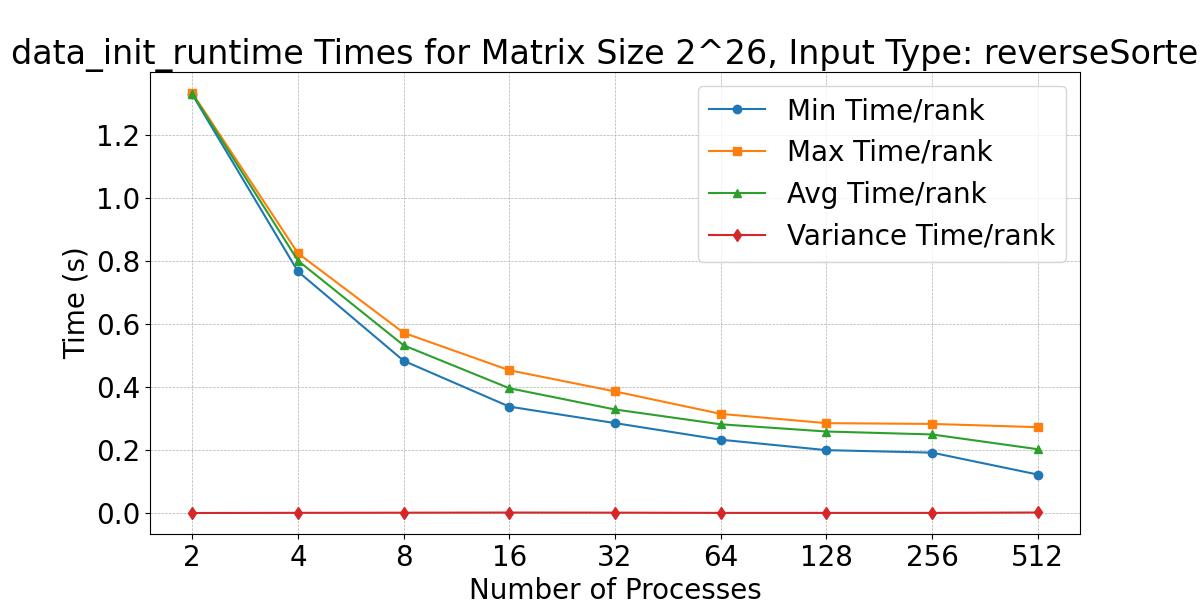 data_init_runtime Times for Matrix Size 2^26, Input Type: reverseSorte
Min Time/rank
Max Time/rank
Avg Time/rank
Variance Time/rank
Time (s)
1.2
1.0
0.8
0.6
0.4
0.2
0.0
2 4 8 16 32 64 128 256 512
Number of Processes